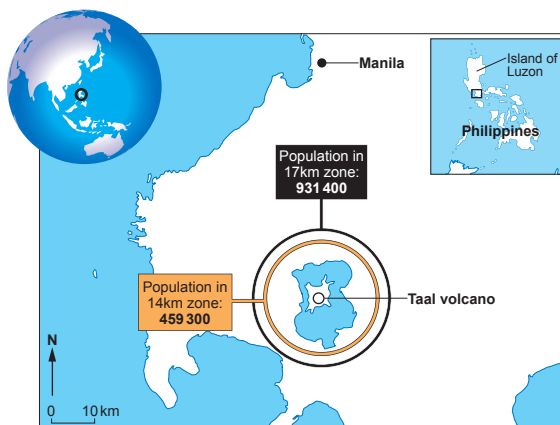 Manila
Island of
Luzon
Philippines
Population in
17km zone:
931 400
Population in
14km zone:
459 300
Taal volcano
N
0 10 km